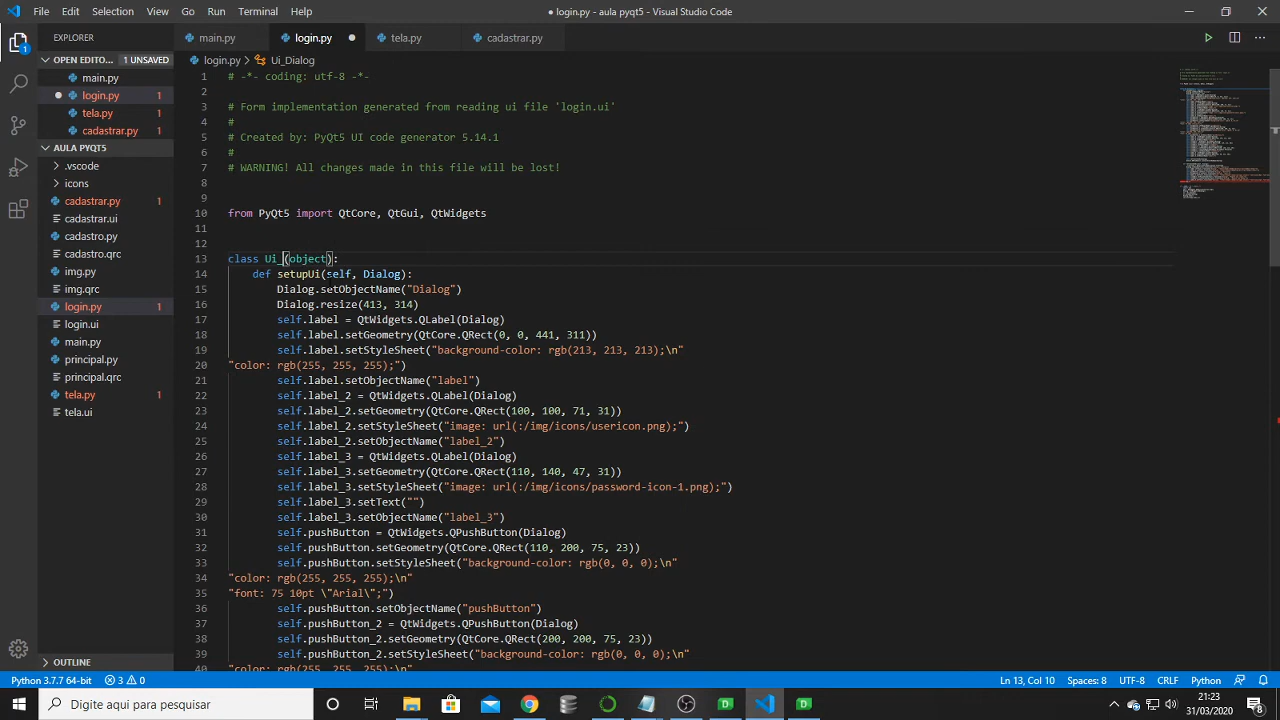 File Edit Selection View Go Run Terminal Help
● login.py - aula pyqt5 - Visual Studio Code
EXPLORER
OPEN EDITO... 1 UNSAVED
main.py
login.py 1
tela.py 1
cadastrar.py 1
AULA PYQT5
.vscode
icons
cadastrar.py 1
cadastrar.ui
cadastro.py
cadastro.qrc
img.py
img.qrc
login.py 1
login.ui
main.py
principal.py
principal.qrc
tela.py 1
tela.ui
OUTLINE
main.py login.py ● tela.py cadastrar.py
login.py > Ui_Dialog
1 # -*- coding: utf-8 -*-
2
3 # Form implementation generated from reading ui file 'login.ui'
4 #
5 # Created by: PyQt5 UI code generator 5.14.1
6 #
7 # WARNING! All changes made in this file will be lost!
8
9
10 from PyQt5 import QtCore, QtGui, QtWidgets
11
12
13 class Ui_(object):
14 def setupUi(self, Dialog):
15 Dialog.setObjectName("Dialog")
16 Dialog.resize(413, 314)
17 self.label = QtWidgets.QLabel(Dialog)
18 self.label.setGeometry(QtCore.QRect(0, 0, 441, 311))
19 self.label.setStyleSheet("background-color: rgb(213, 213, 213);\n"
20 "color: rgb(255, 255, 255);")
21 self.label.setObjectName("label")
22 self.label_2 = QtWidgets.QLabel(Dialog)
23 self.label_2.setGeometry(QtCore.QRect(100, 100, 71, 31))
24 self.label_2.setStyleSheet("image: url(:/img/icons/usericon.png);")
25 self.label_2.setObjectName("label_2")
26 self.label_3 = QtWidgets.QLabel(Dialog)
27 self.label_3.setGeometry(QtCore.QRect(110, 140, 47, 31))
28 self.label_3.setStyleSheet("image: url(:/img/icons/password-icon-1.png);")
29 self.label_3.setText("")
30 self.label_3.setObjectName("label_3")
31 self.pushButton = QtWidgets.QPushButton(Dialog)
32 self.pushButton.setGeometry(QtCore.QRect(110, 200, 75, 23))
33 self.pushButton.setStyleSheet("background-color: rgb(0, 0, 0);\n"
34 "color: rgb(255, 255, 255);\n"
35 "font: 75 10pt \"Arial\";")
36 self.pushButton.setObjectName("pushButton")
37 self.pushButton_2 = QtWidgets.QPushButton(Dialog)
38 self.pushButton_2.setGeometry(QtCore.QRect(200, 200, 75, 23))
39 self.pushButton_2.setStyleSheet("background-color: rgb(0, 0, 0);\n"
40 "color: rgb(255, 255, 255);\n"
Python 3.7.7 64-bit 3 0
Ln 13, Col 10 Spaces: 8 UTF-8 CRLF Python
Digite aqui para pesquisar
21:23
31/03/2020